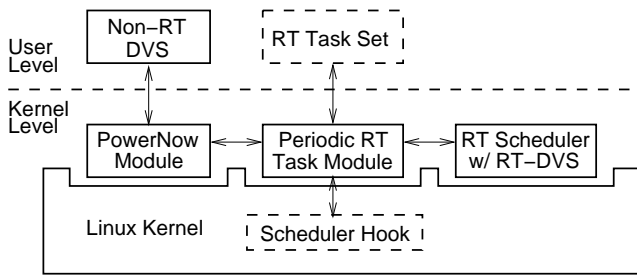 Non−RT
DVS
RT Task Set
User
Level
Kernel
Level
PowerNow
Module
Periodic RT
Task Module
RT Scheduler
w/ RT−DVS
Linux Kernel
Scheduler Hook